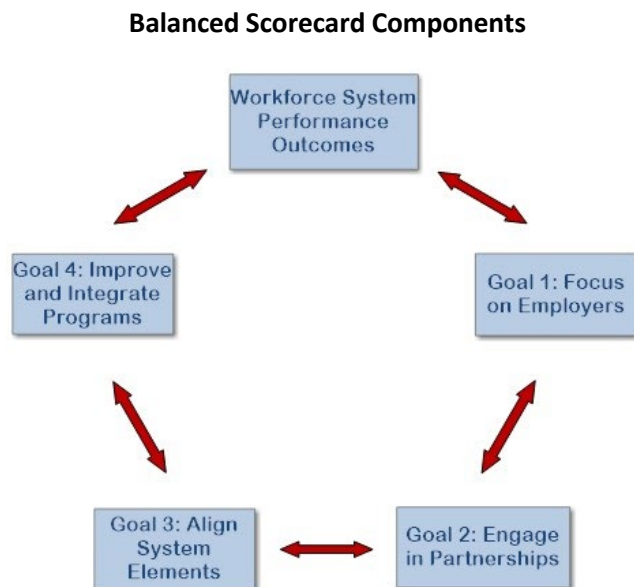 Balanced Scorecard Components
Workforce System
Performance
Outcomes
Goal 4: Improve
and Integrate
Programs
Goal 1: Focus
on Employers
Goal 3: Align
System
Elements
Goal 2: Engage
in Partnerships